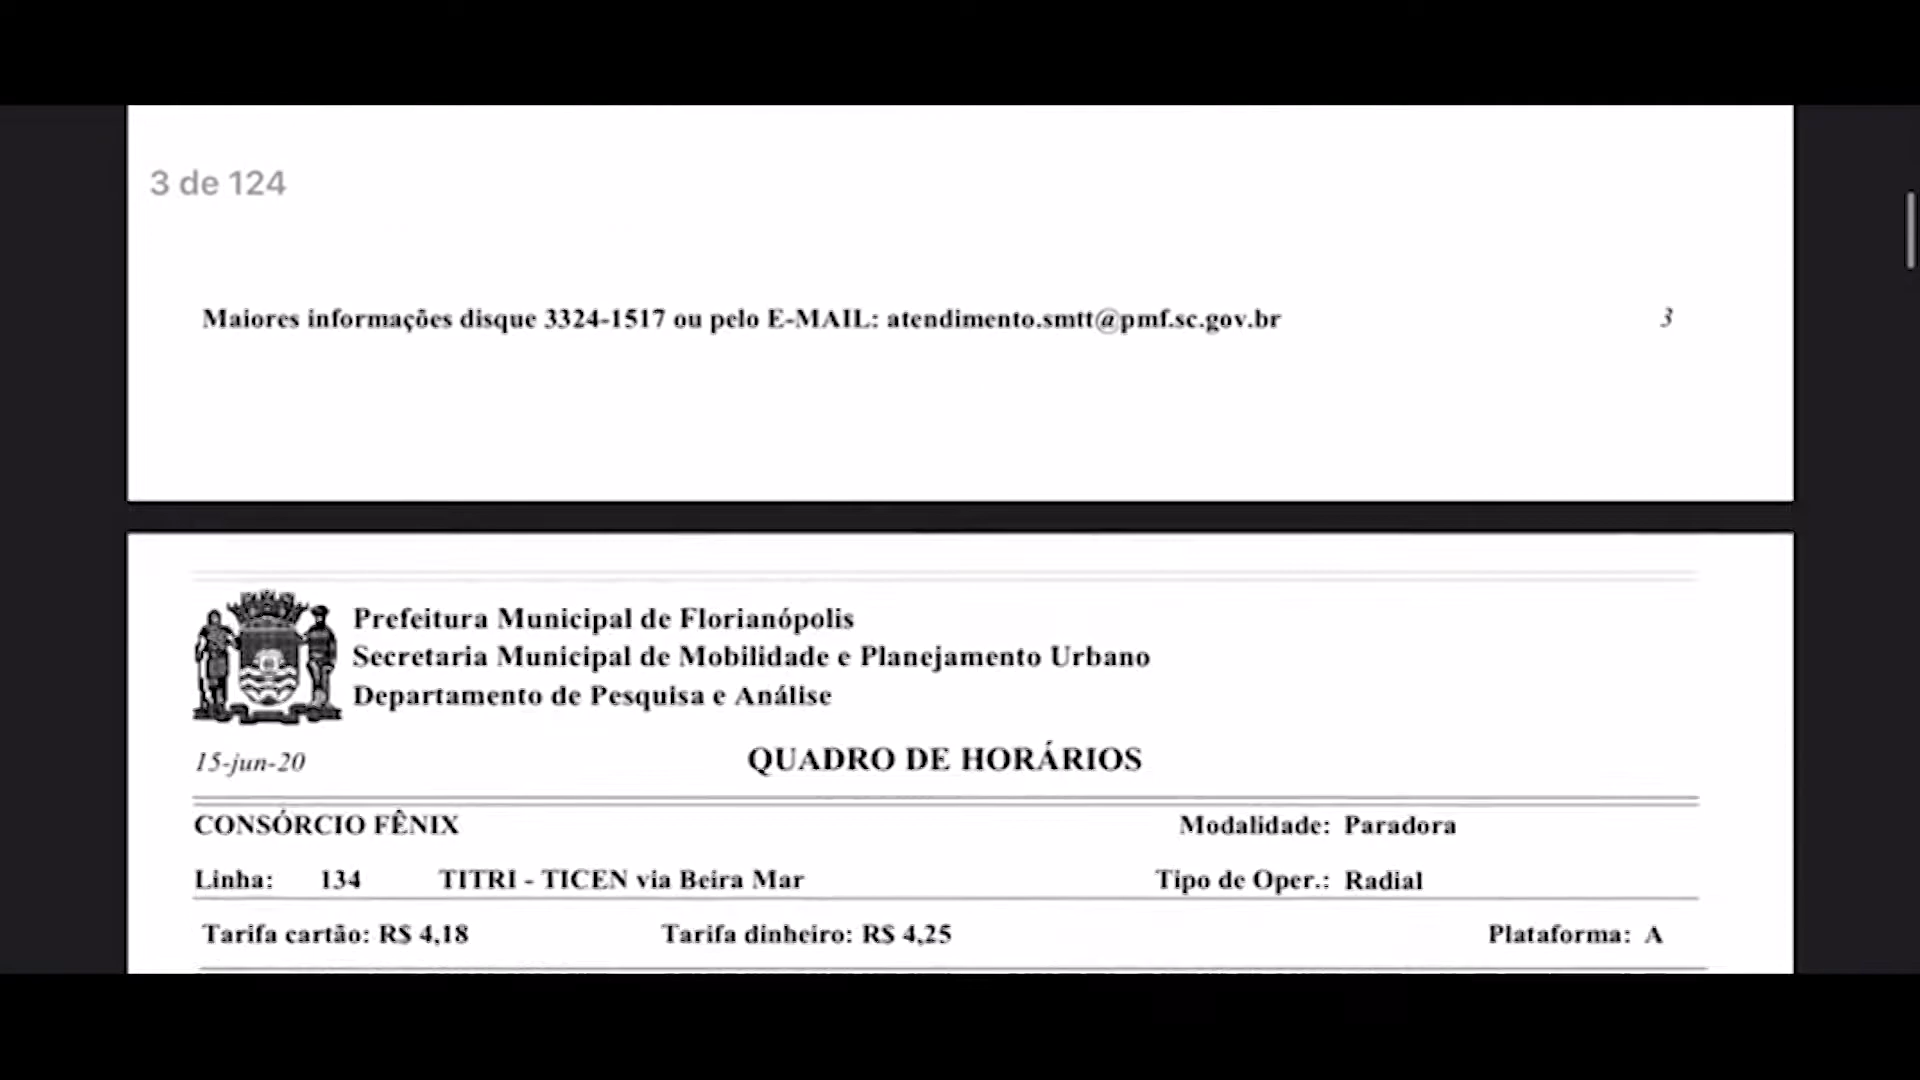 3 de 124
Maiores informações disque 3324-1517 ou pelo E-MAIL: atendimento.smtt@pmf.sc.gov.br 3
Prefeitura Municipal de Florianópolis
Secretaria Municipal de Mobilidade e Planejamento Urbano
Departamento de Pesquisa e Análise
15-jun-20 QUADRO DE HORÁRIOS
CONSÓRCIO FÊNIX Modalidade: Paradora
Linha: 134 TITRI - TICEN via Beira Mar Tipo de Oper.: Radial
Tarifa cartão: R$ 4,18 Tarifa dinheiro: R$ 4,25 Plataforma: A